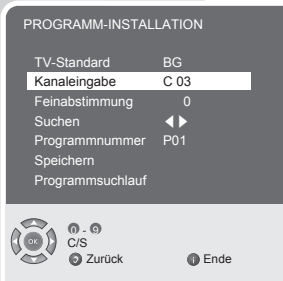 PROGRAMM-INSTALLATION
TV-Standard BG
Kanaleingabe C 03
Feinabstimmung 0
Suchen
Programmnummer P01
Speichern
Programmsuchlauf
OK 0 - 9
C/S
Zurück i Ende